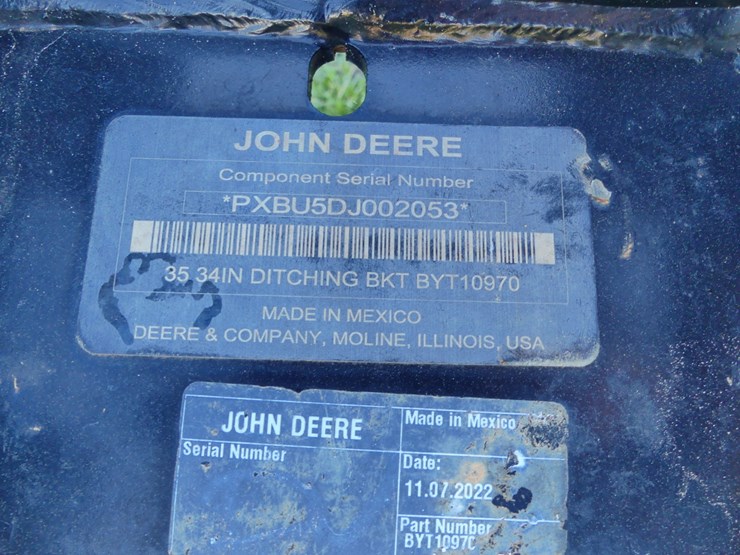 JOHN DEERE
Component Serial Number
*PXBU5DJ002053*
35 34IN DITCHING BKT BYT10970
MADE IN MEXICO
DEERE & COMPANY, MOLINE, ILLINOIS, USA
JOHN DEERE
Made in Mexico
Serial Number
Date:
11.07.2022
Part Number
BYT10970